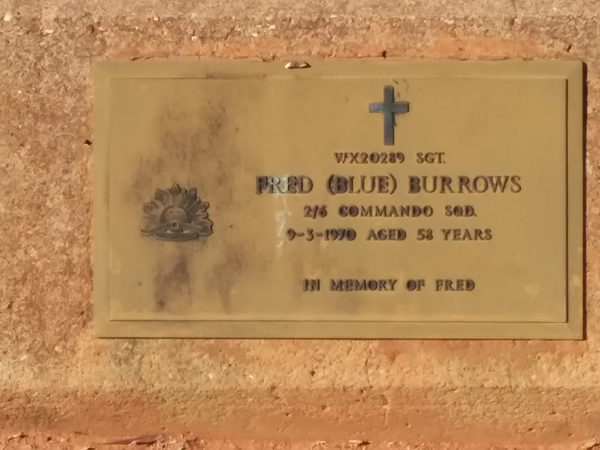 WX20289 SGT.
FRED (BLUE) BURROWS
2/6 COMMANDO SQD.
9-3-1970 AGED 58 YEARS
IN MEMORY OF FRED